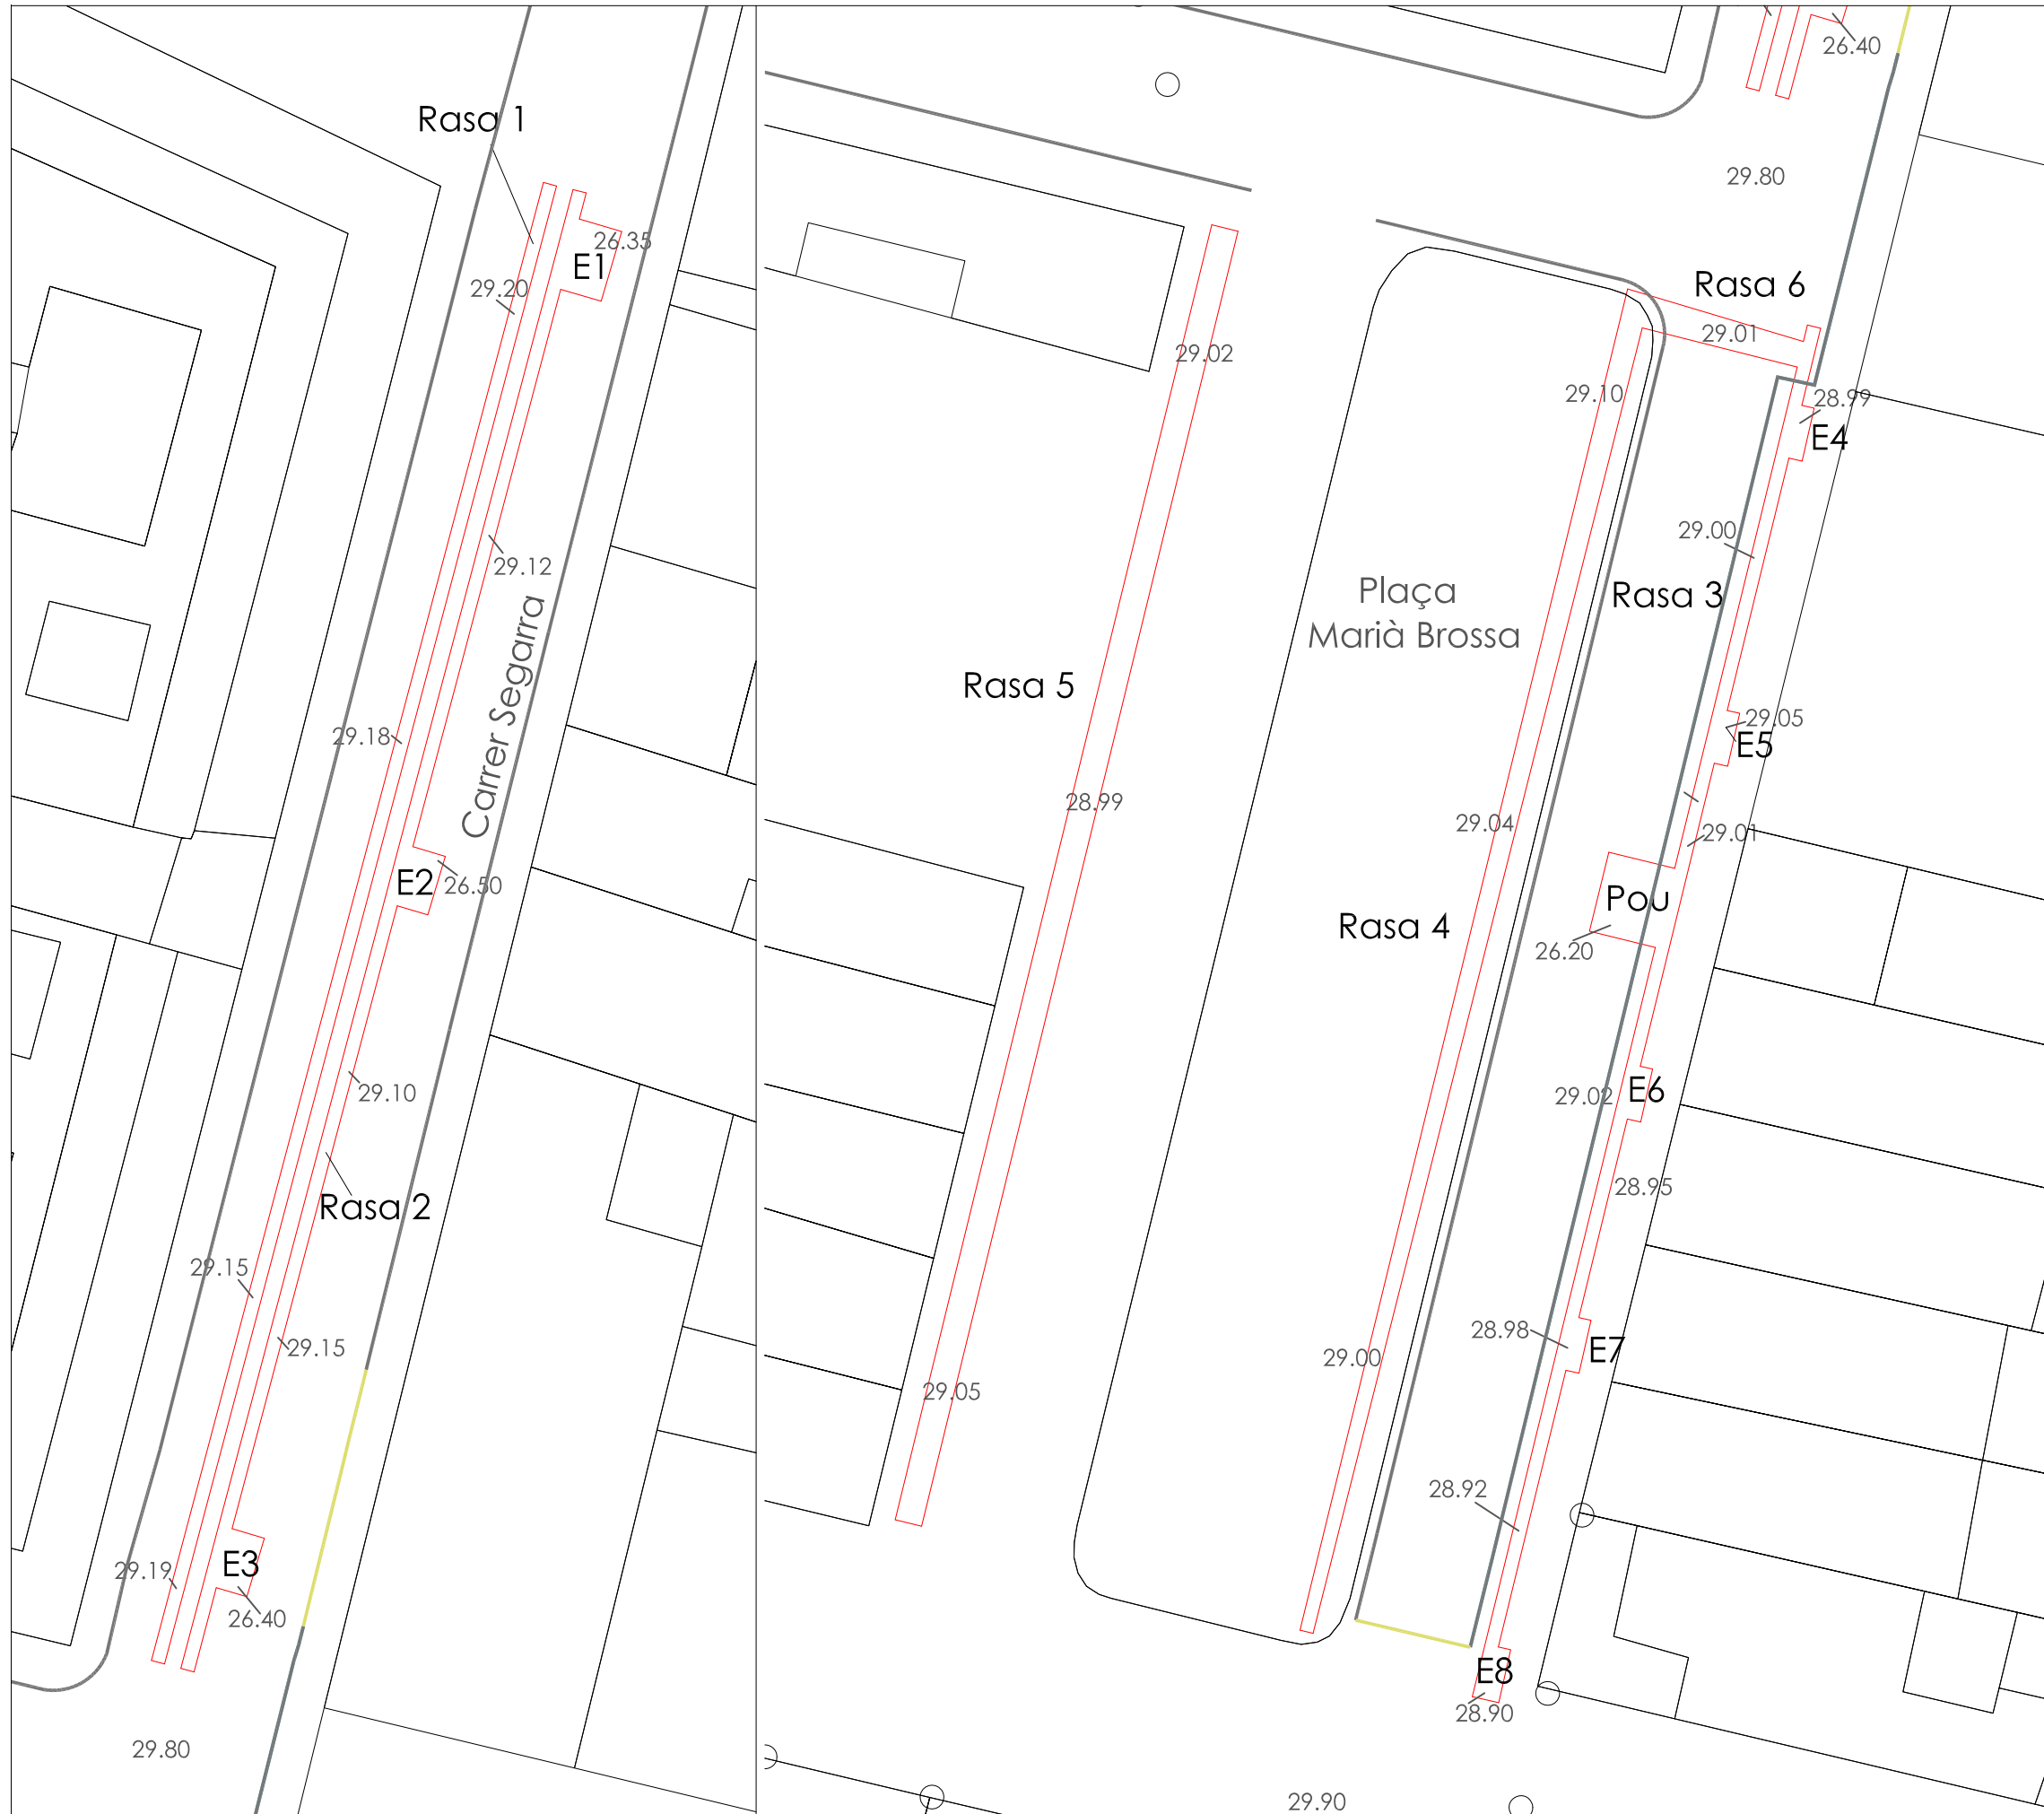 Rasa 1
26.35
E1
29.20
29.12
Carrer Segarra
29.18
E2
26.50
29.10
Rasa 2
29.15
29.15
E3
29.19
26.40
29.80
26.40
29.80
Rasa 6
29.01
29.02
29.10
28.99
E4
29.00
Plaça
Marià Brossa
Rasa 3
Rasa 5
29.05
E5
28.99
29.04
29.01
Pou
Rasa 4
26.20
E6
29.02
28.95
28.98
E7
29.00
29.05
28.92
E8
28.90
29.90